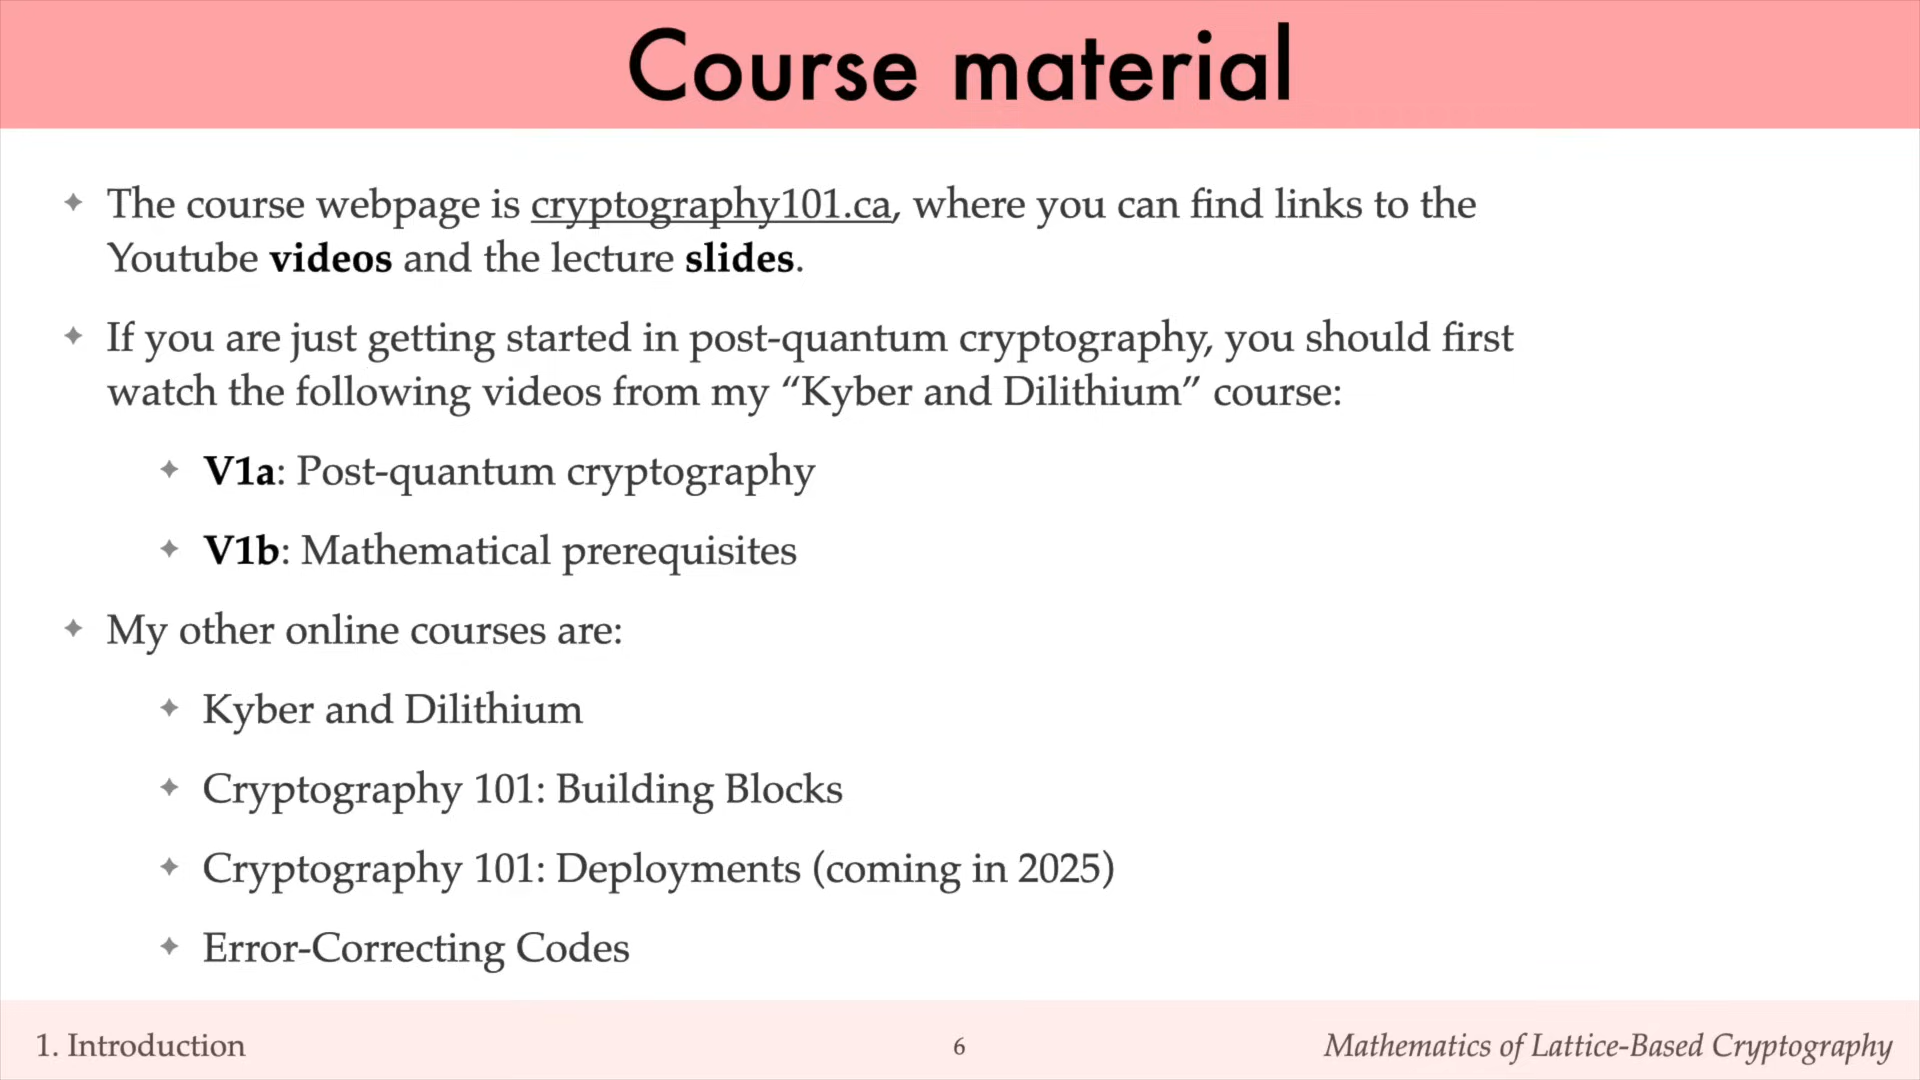 Course material
The course webpage is cryptography101.ca, where you can find links to the
Youtube videos and the lecture slides.
If you are just getting started in post-quantum cryptography, you should first
watch the following videos from my “Kyber and Dilithium” course:
V1a: Post-quantum cryptography
V1b: Mathematical prerequisites
My other online courses are:
Kyber and Dilithium
Cryptography 101: Building Blocks
Cryptography 101: Deployments (coming in 2025)
Error-Correcting Codes
1. Introduction
6
Mathematics of Lattice-Based Cryptography